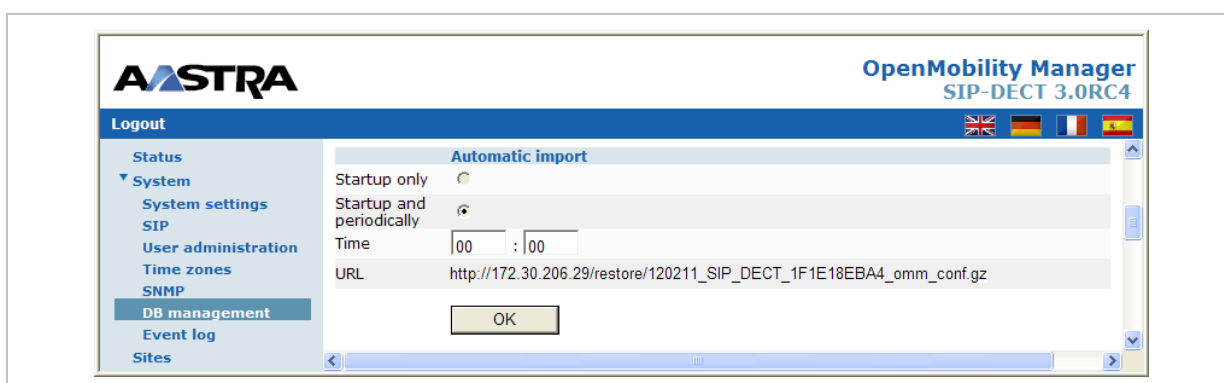 AASTRA
OpenMobility Manager
SIP-DECT 3.0RC4
Logout
Status
System
System settings
SIP
User administration
Time zones
SNMP
DB management
Event log
Sites
Automatic import
Startup only
Startup and
periodically
Time 00 : 00
URL http://172.30.206.29/restore/120211_SIP_DECT_1F1E18EBA4_omm_conf.gz
OK